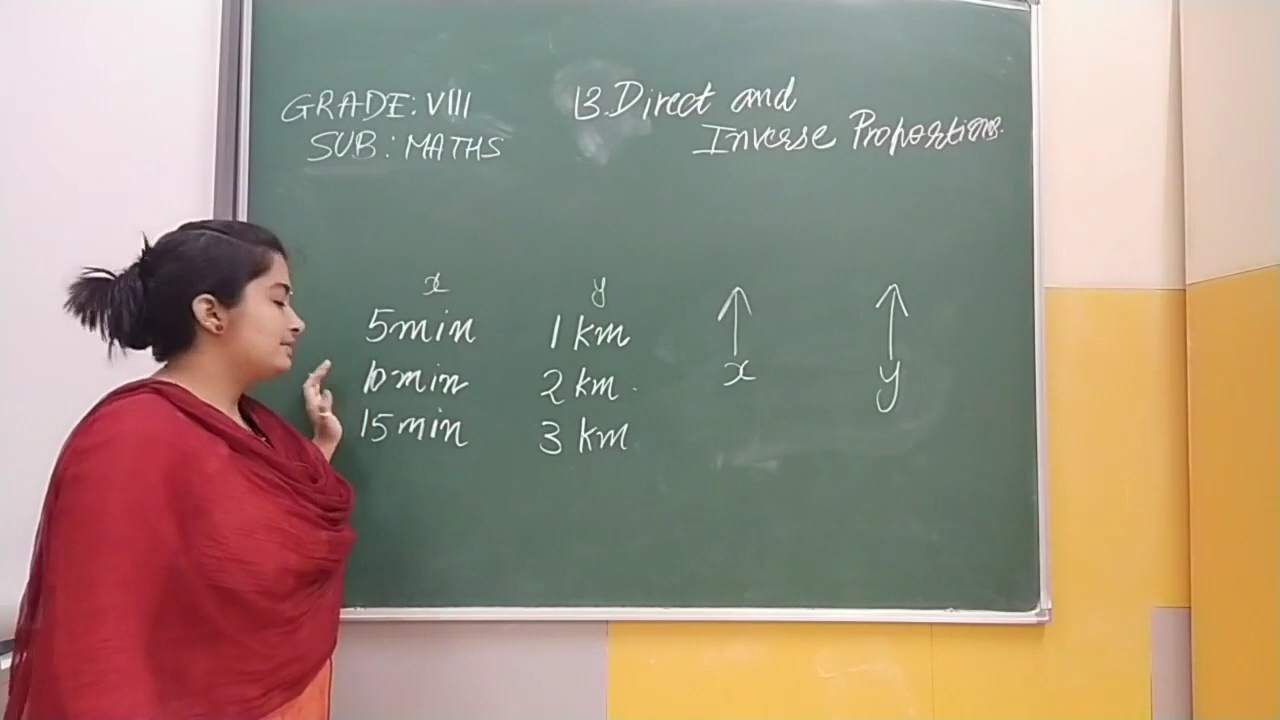 GRADE: VIII
SUB: MATHS
13. Direct and
Inverse Proportions.
x y
5 min 1 km
10 min 2 km.
15 min 3 km
↑ ↑
x y